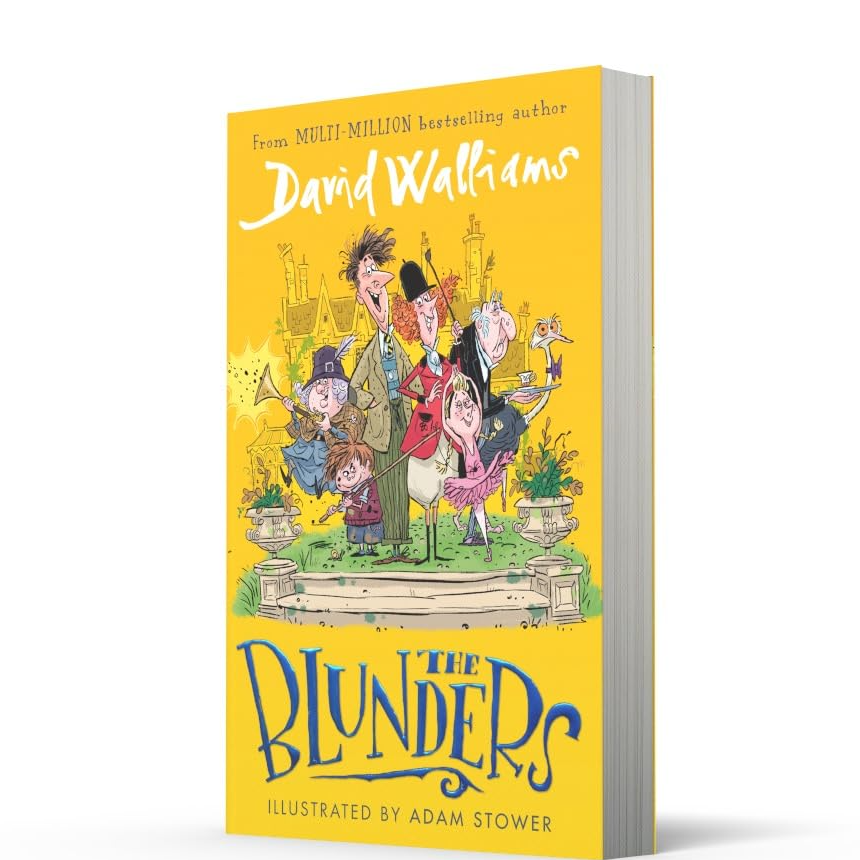 From MULTI-MILLION bestselling author
David Walliams
THE
BLUNDERS
ILLUSTRATED BY ADAM STOWER